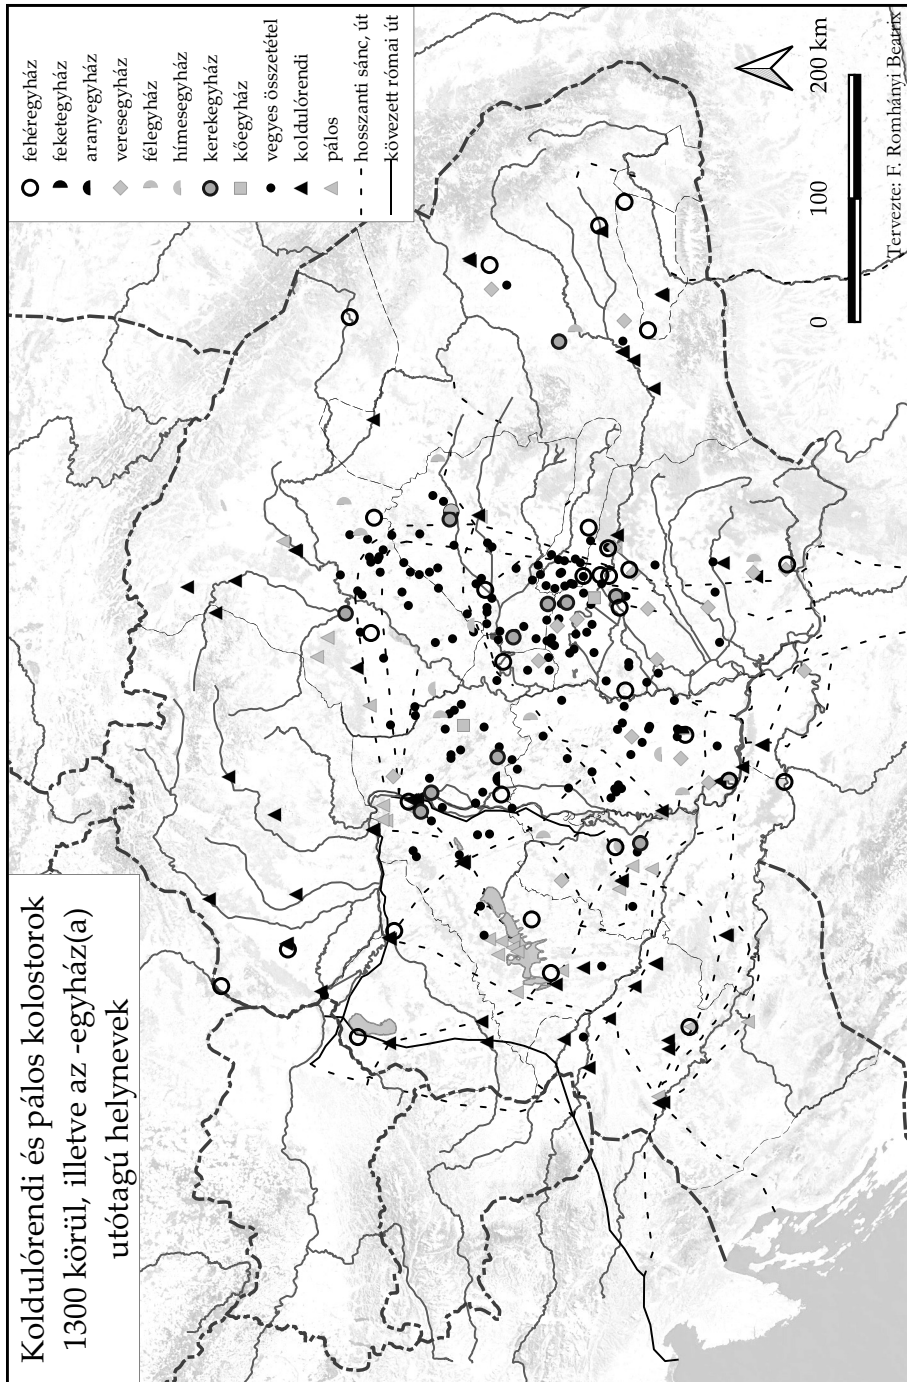 Koldulórendi és pálos kolostorok
1300 körül, illetve az -egyház(a)
utótagú helynevek
fehéregyház
feketegyház
aranyegyház
veresegyház
félegyház
hímesegyház
kerekegyház
kőegyház
vegyes összetétel
koldulórendi
pálos
hosszanti sánc, út
kövezett római út
0 100 200 km
Tervezte: F. Romhányi Beatrix